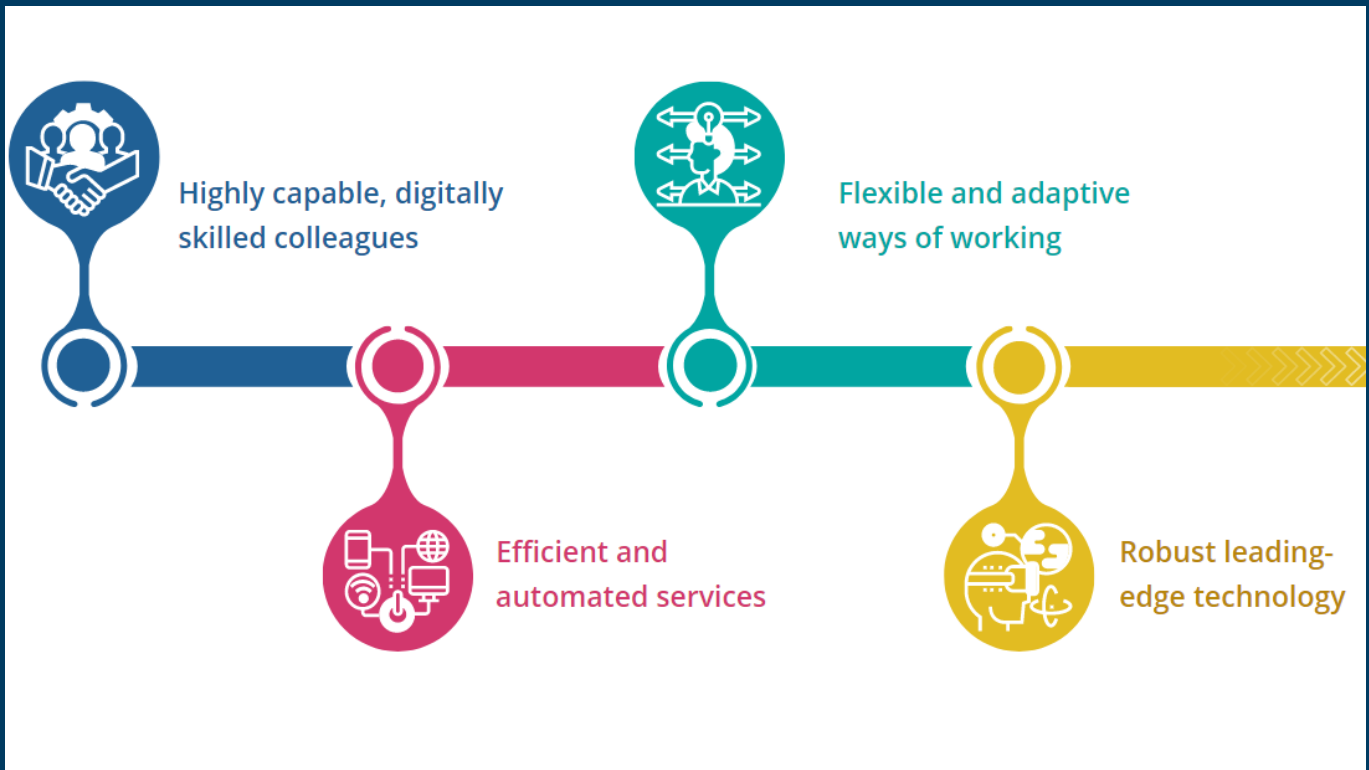 Highly capable, digitally
skilled colleagues
Efficient and
automated services
Flexible and adaptive
ways of working
Robust leading-
edge technology